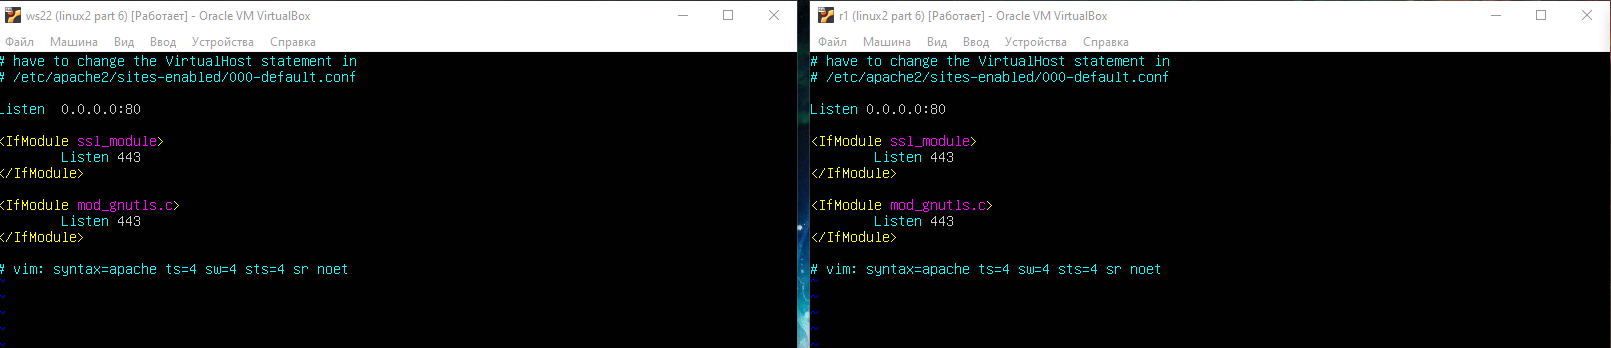 ws22 (linux2 part 6) [Работает] - Oracle VM VirtualBox
Файл Машина Вид Ввод Устройства Справка
# have to change the VirtualHost statement in
# /etc/apache2/sites-enabled/000-default.conf
Listen  0.0.0.0:80
<IfModule ssl_module>
        Listen 443
</IfModule>
<IfModule mod_gnutls.c>
        Listen 443
</IfModule>
# vim: syntax=apache ts=4 sw=4 sts=4 sr noet
~
~
~
~
r1 (linux2 part 6) [Работает] - Oracle VM VirtualBox
Файл Машина Вид Ввод Устройства Справка
# have to change the VirtualHost statement in
# /etc/apache2/sites-enabled/000-default.conf
Listen 0.0.0.0:80
<IfModule ssl_module>
        Listen 443
</IfModule>
<IfModule mod_gnutls.c>
        Listen 443
</IfModule>
# vim: syntax=apache ts=4 sw=4 sts=4 sr noet
~
~
~
~